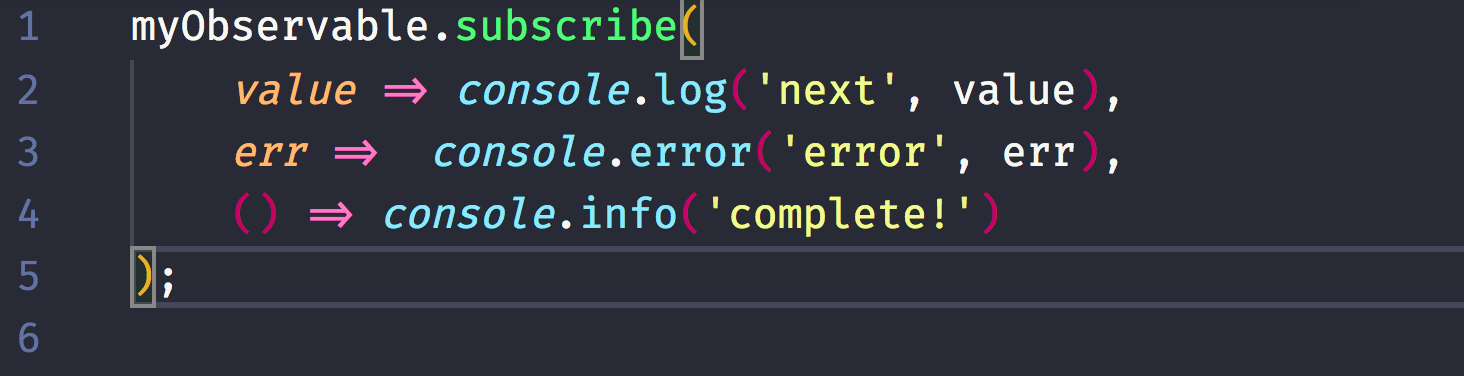 1 myObservable.subscribe(
2     value => console.log('next', value),
3     err =>  console.error('error', err),
4     () => console.info('complete!')
5 );
6